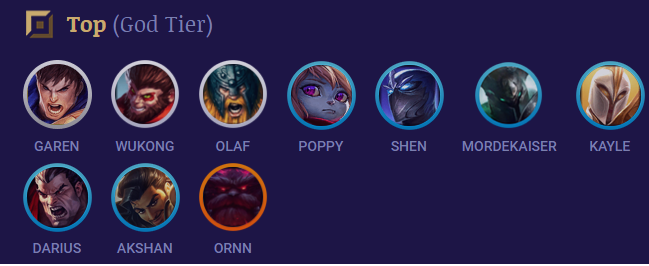 Top (God Tier)
GAREN WUKONG OLAF POPPY SHEN MORDEKAISER KAYLE
DARIUS AKSHAN ORNN